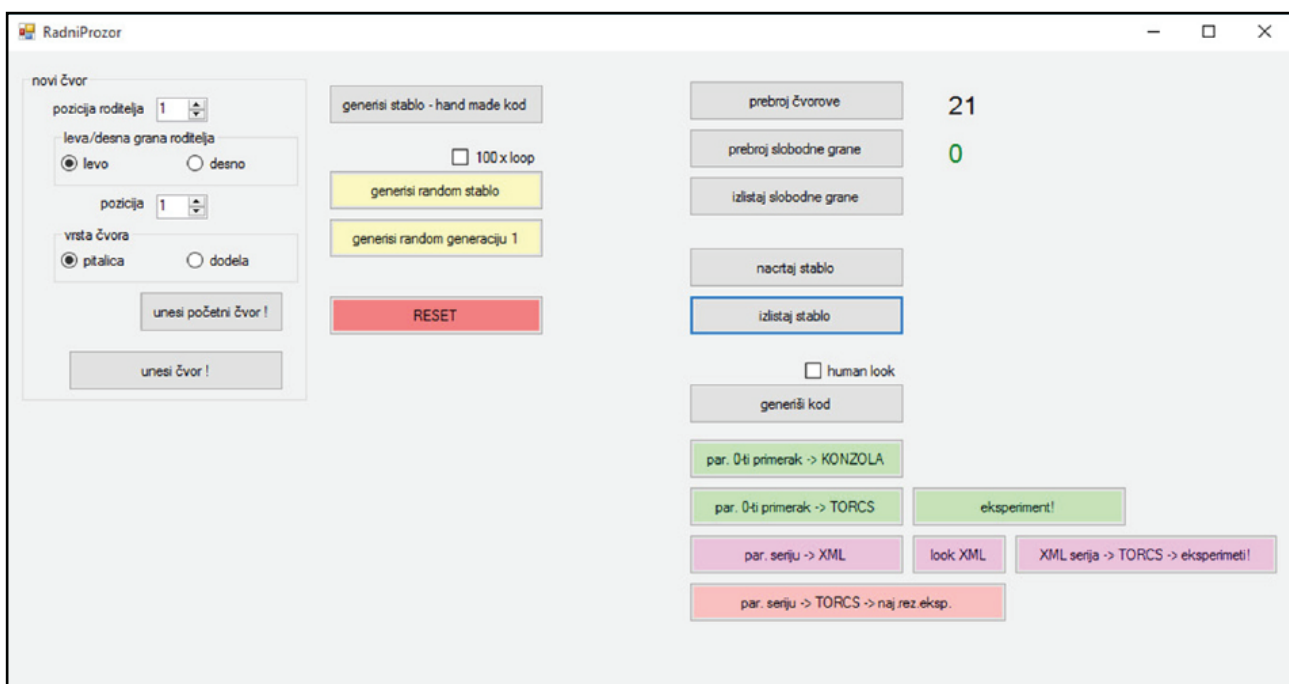 RadniProzor
novi čvor
pozicija roditelja 1
leva/desna grana roditelja
levo desno
pozicija 1
vrsta čvora
pitalica dodela
unesi početni čvor !
unesi čvor !
generisi stablo - hand made kod
100 x loop
generisi random stablo
generisi random generaciju 1
RESET
prebroj čvorove 21
prebroj slobodne grane 0
izlistaj slobodne grane
nacrtaj stablo
izlistaj stablo
human look
generiši kod
par. 0-ti primerak -> KONZOLA
par. 0-ti primerak -> TORCS eksperiment!
par. seriju -> XML look XML XML serija -> TORCS -> eksperimeti!
par. seriju -> TORCS -> naj.rez.eksp.